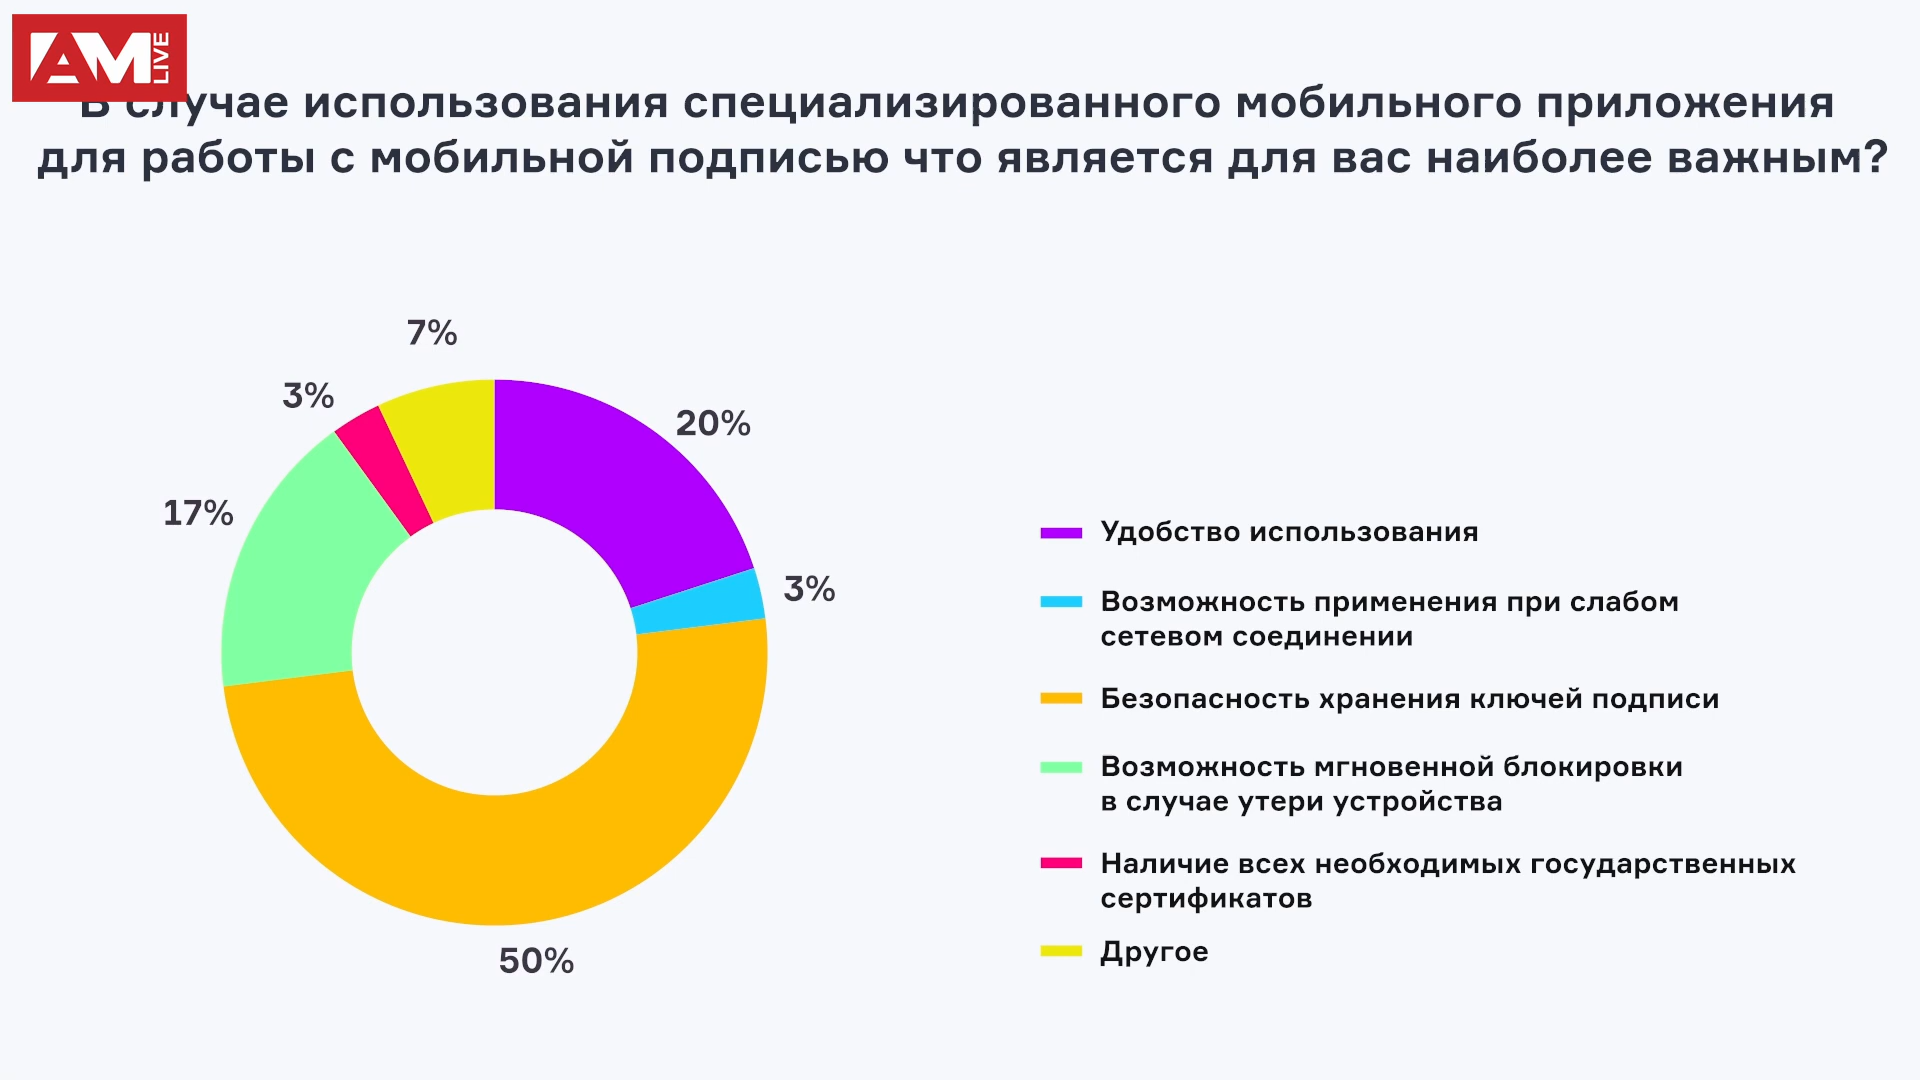 AM LIVE
В случае использования специализированного мобильного приложения
для работы с мобильной подписью что является для вас наиболее важным?
7%
3%
20%
17%
3%
50%
Удобство использования
Возможность применения при слабом
сетевом соединении
Безопасность хранения ключей подписи
Возможность мгновенной блокировки
в случае утери устройства
Наличие всех необходимых государственных
сертификатов
Другое